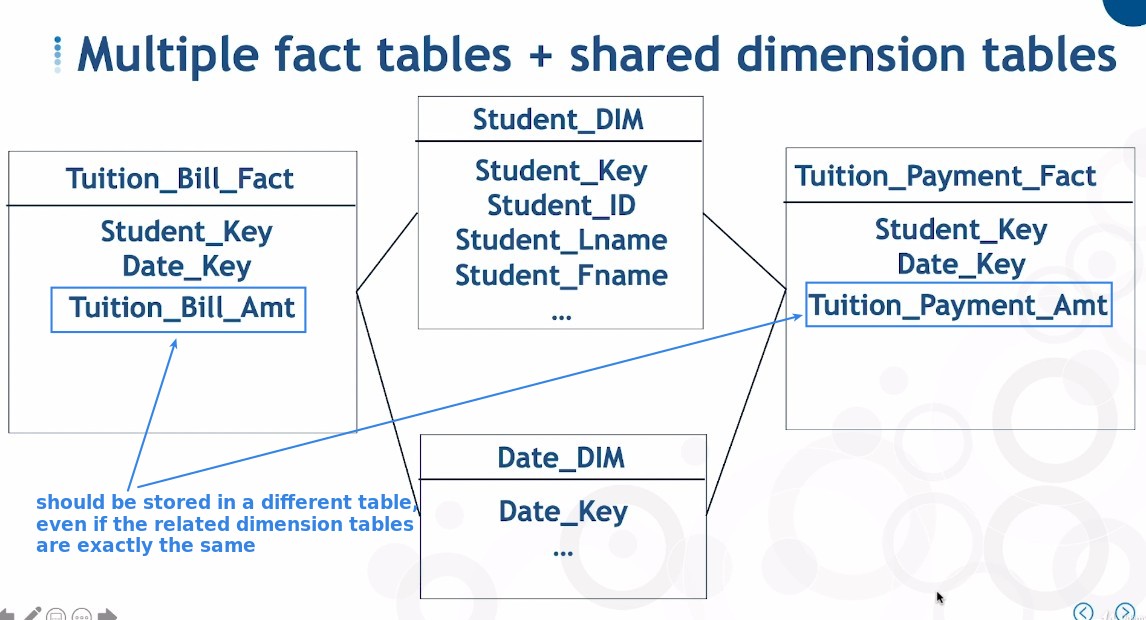 Multiple fact tables + shared dimension tables
Student_DIM
Student_Key
Student_ID
Student_Lname
Student_Fname
...
Tuition_Bill_Fact
Student_Key
Date_Key
Tuition_Bill_Amt
Tuition_Payment_Fact
Student_Key
Date_Key
Tuition_Payment_Amt
should be stored in a different table,
even if the related dimension tables
are exactly the same
Date_DIM
Date_Key
...